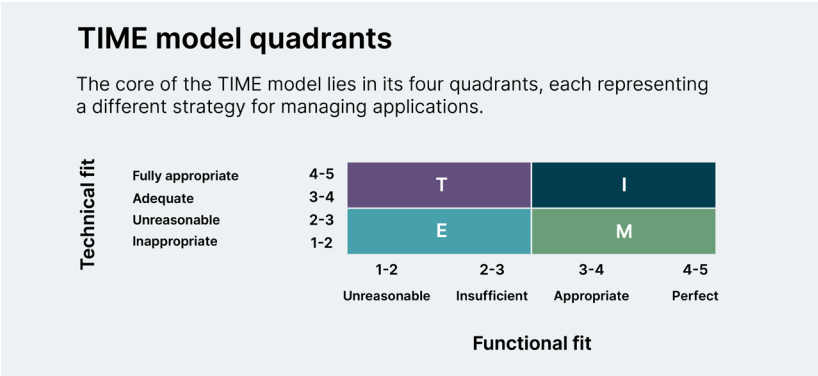 TIME model quadrants
The core of the TIME model lies in its four quadrants, each representing
a different strategy for managing applications.
Technical fit
Fully appropriate 4-5
Adequate 3-4
Unreasonable 2-3
Inappropriate 1-2
T I
E M
1-2 2-3 3-4 4-5
Unreasonable Insufficient Appropriate Perfect
Functional fit